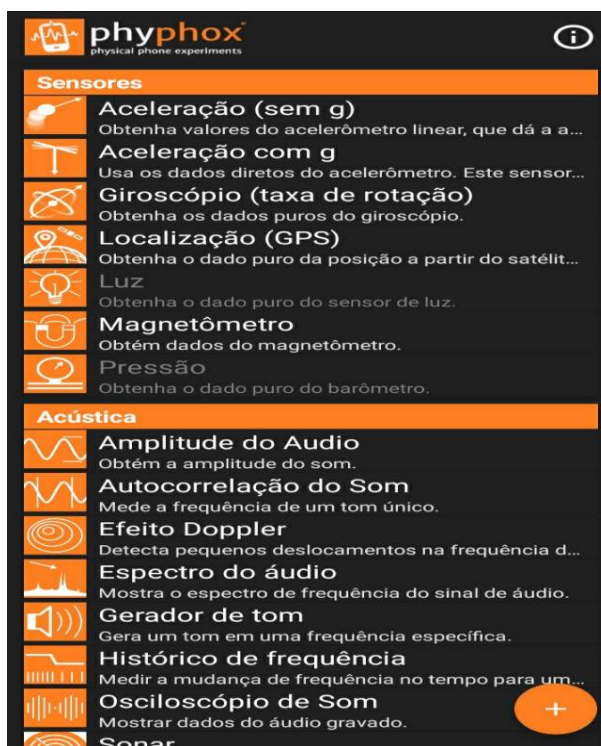 phyphox
physical phone experiments
Sensores
Aceleração (sem g)
Obtenha valores do acelerômetro linear, que dá a a...
Aceleração com g
Usa os dados diretos do acelerômetro. Este sensor...
Giroscópio (taxa de rotação)
Obtenha os dados puros do giroscópio.
Localização (GPS)
Obtenha o dado puro da posição a partir do satélit...
Luz
Obtenha o dado puro do sensor de luz.
Magnetômetro
Obtém dados do magnetômetro.
Pressão
Obtenha o dado puro do barômetro.
Acústica
Amplitude do Audio
Obtém a amplitude do som.
Autocorrelação do Som
Mede a frequência de um tom único.
Efeito Doppler
Detecta pequenos deslocamentos na frequência d...
Espectro do áudio
Mostra o espectro de frequência do sinal de áudio.
Gerador de tom
Gera um tom em uma frequência específica.
Histórico de frequência
Medir a mudança de frequência no tempo para um...
Osciloscópio de Som
Mostrar dados do áudio gravado.
Sonar